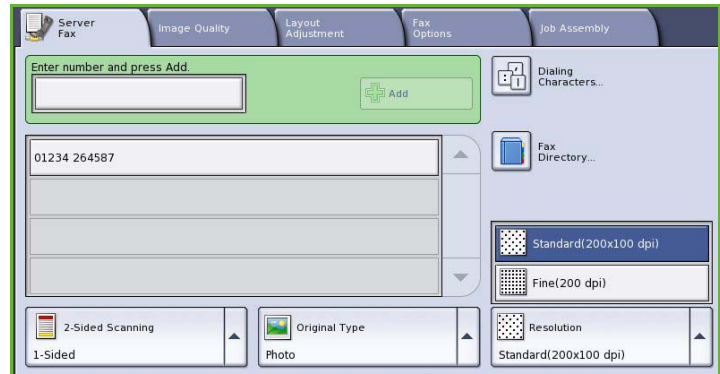 Server
Fax
Image Quality
Layout
Adjustment
Fax
Options
Job Assembly
Enter number and press Add.
Add
Dialing
Characters...
01234 264587
Fax
Directory...
Standard(200x100 dpi)
Fine(200 dpi)
2-Sided Scanning
1-Sided
Original Type
Photo
Resolution
Standard(200x100 dpi)